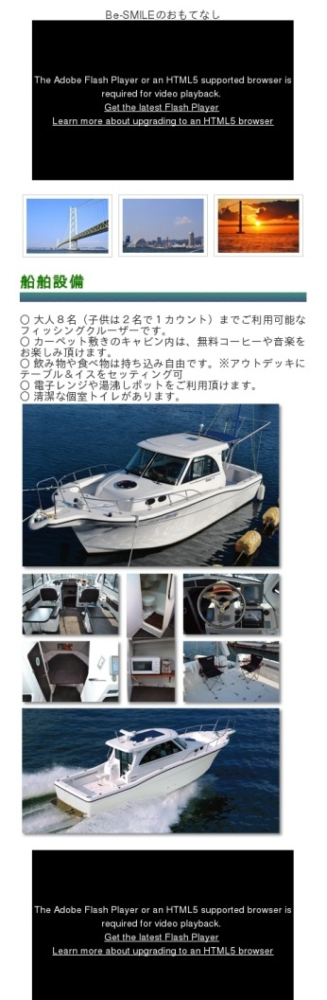 Be-SMILEのおもてなし
The Adobe Flash Player or an HTML5 supported browser is
required for video playback.
Get the latest Flash Player
Learn more about upgrading to an HTML5 browser
船舶設備
○ 大人８名（子供は２名で１カウント）までご利用可能な
フィッシングクルーザーです。
○ カーペット敷きのキャビン内は、無料コーヒーや音楽を
お楽しみ頂けます。
○ 飲み物や食べ物は持ち込み自由です。※アウトデッキに
テーブル＆イスをセッティング可
○ 電子レンジや湯沸しポットをご利用頂けます。
○ 清潔な個室トイレがあります。
The Adobe Flash Player or an HTML5 supported browser is
required for video playback.
Get the latest Flash Player
Learn more about upgrading to an HTML5 browser